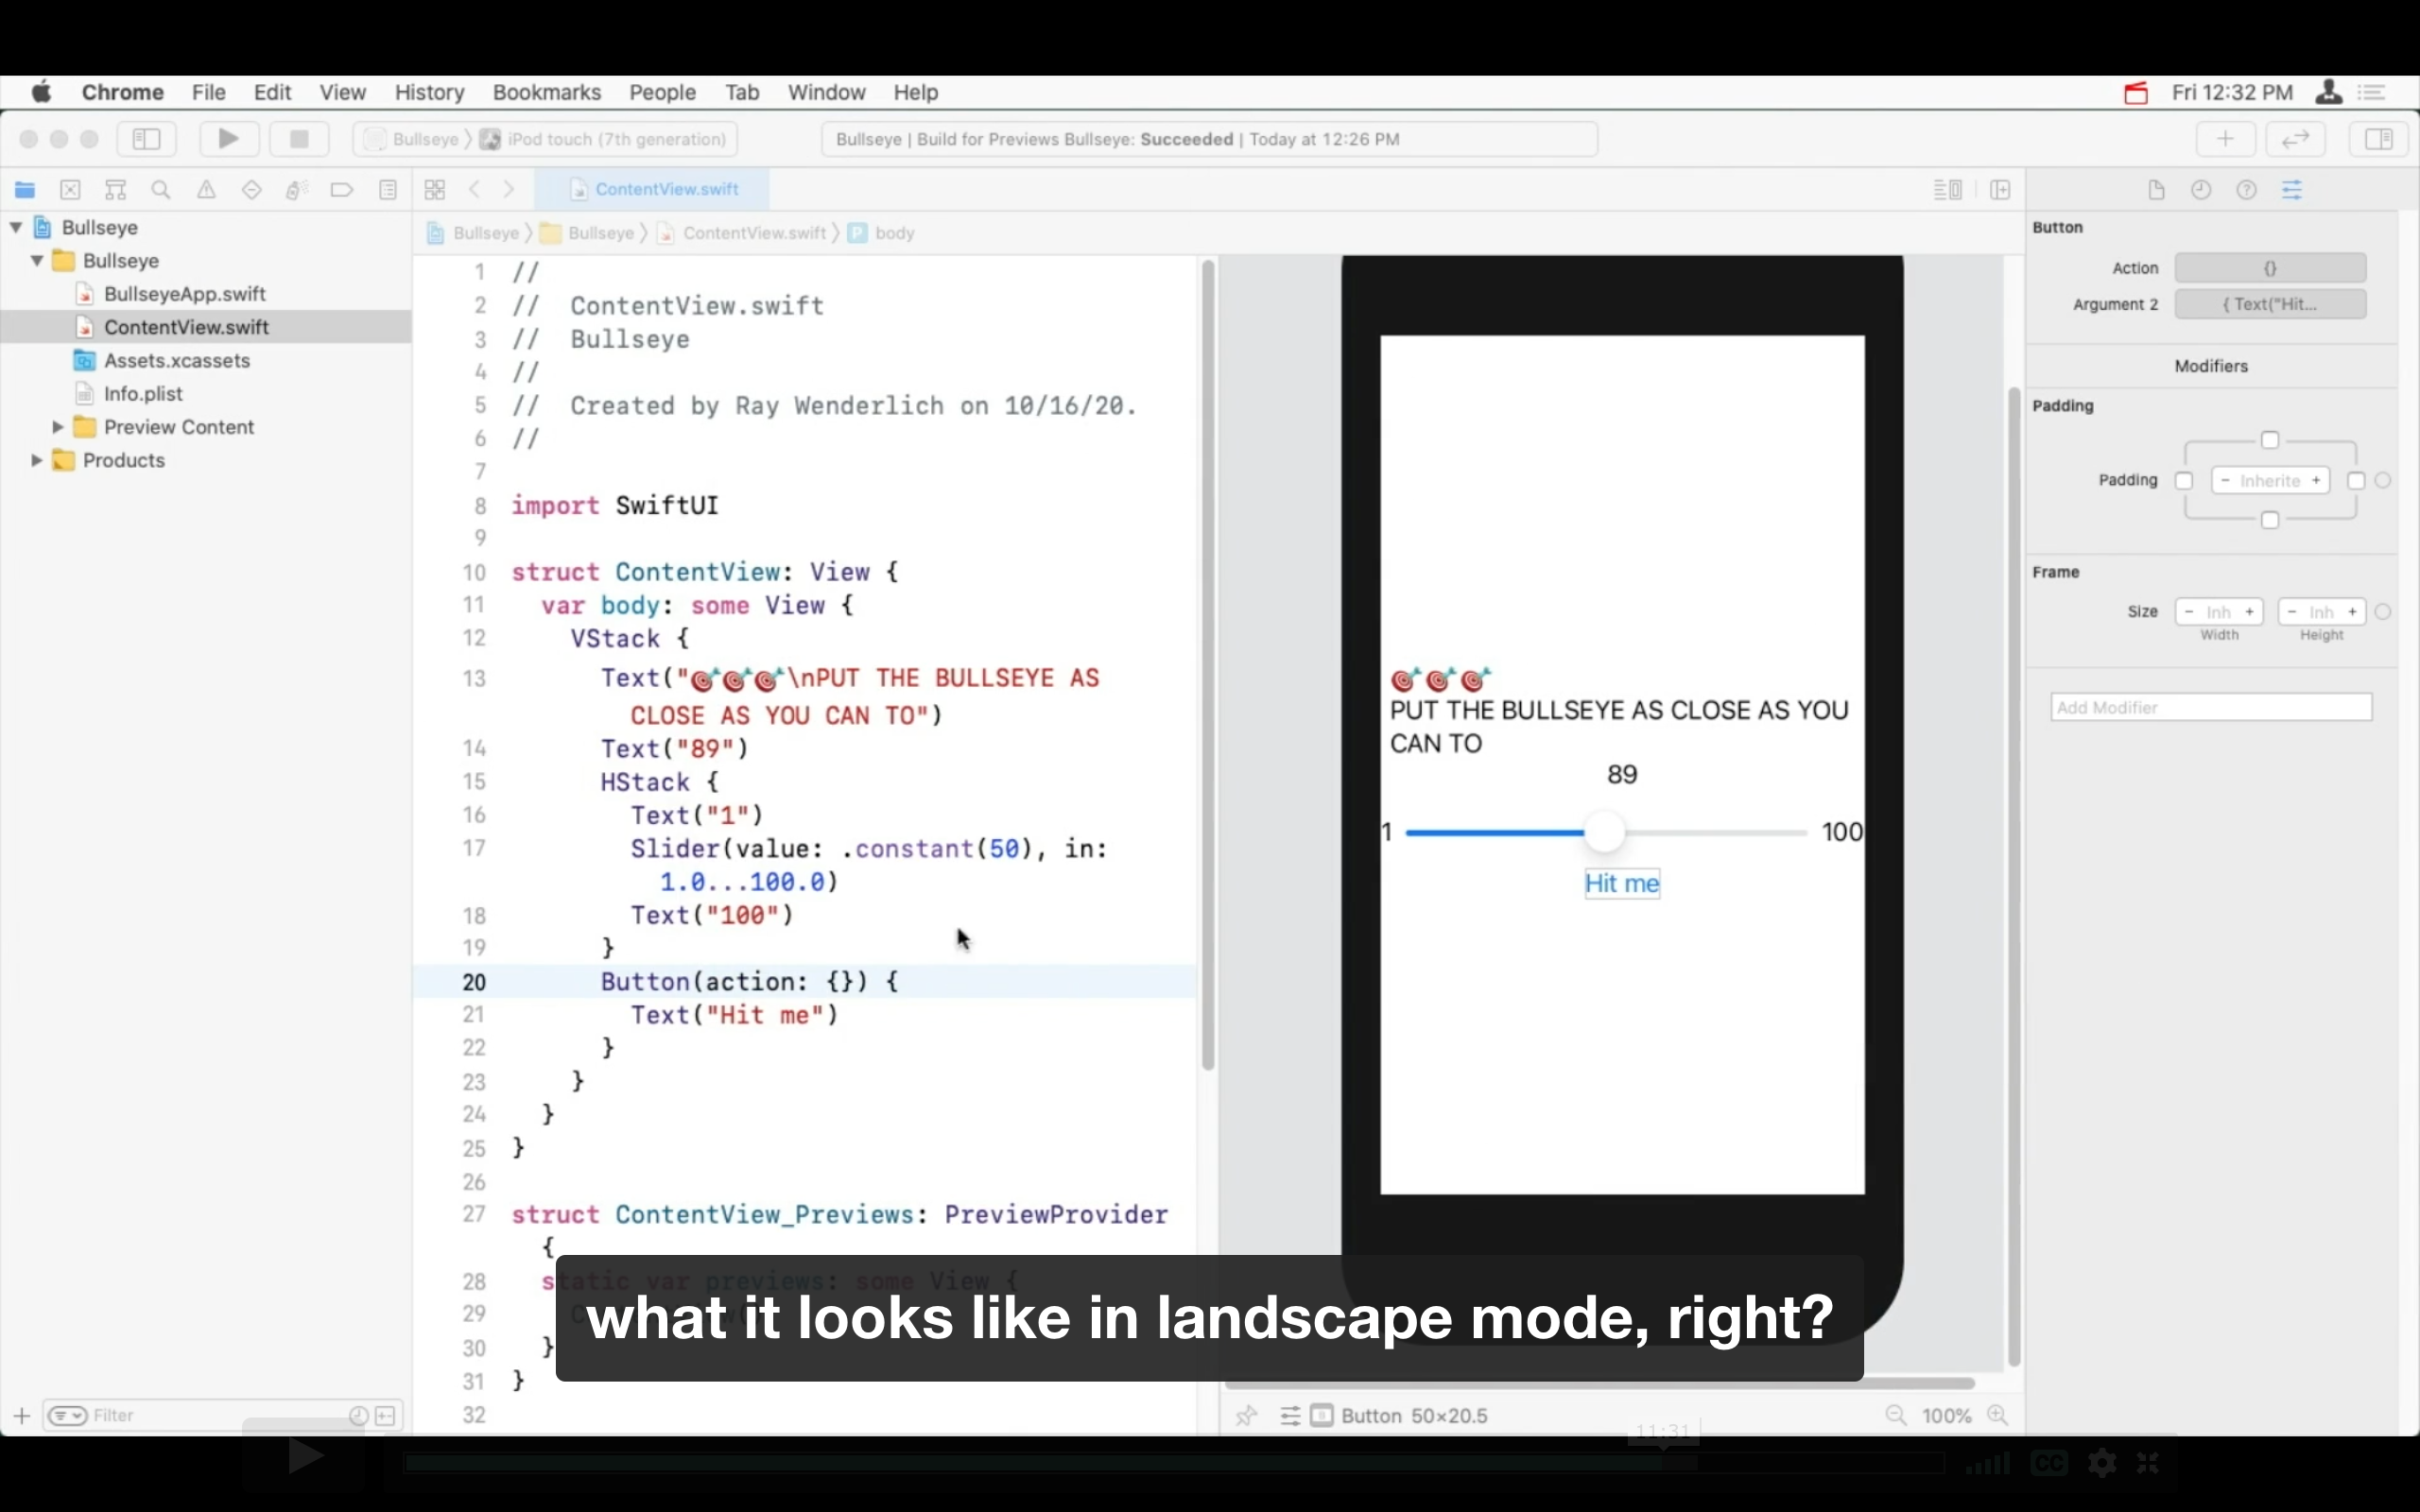 Chrome File Edit View History Bookmarks People Tab Window Help Fri 12:32 PM
Bullseye 〉 iPod touch (7th generation)
Bullseye | Build for Previews Bullseye: Succeeded | Today at 12:26 PM
ContentView.swift
Bullseye
Bullseye
BullseyeApp.swift
ContentView.swift
Assets.xcassets
Info.plist
Preview Content
Products
Filter
Bullseye 〉 Bullseye 〉 ContentView.swift 〉 P body
1 //
2 // ContentView.swift
3 // Bullseye
4 //
5 // Created by Ray Wenderlich on 10/16/20.
6 //
7
8 import SwiftUI
9
10 struct ContentView: View {
11 var body: some View {
12 VStack {
13 Text("🎯🎯🎯\nPUT THE BULLSEYE AS
CLOSE AS YOU CAN TO")
14 Text("89")
15 HStack {
16 Text("1")
17 Slider(value: .constant(50), in:
1.0...100.0)
18 Text("100")
19 }
20 Button(action: {}) {
21 Text("Hit me")
22 }
23 }
24 }
25 }
26
27 struct ContentView_Previews: PreviewProvider
{
28 static var previews: some View {
29
30 }
31 }
32
🎯🎯🎯
PUT THE BULLSEYE AS CLOSE AS YOU
CAN TO
89
1 100
Hit me
Button 50×20.5
100%
Button
Action {}
Argument 2 { Text("Hit...
Modifiers
Padding
Padding - Inherite +
Frame
Size - Inh + - Inh +
Width Height
Add Modifier
what it looks like in landscape mode, right?
11:31
CC